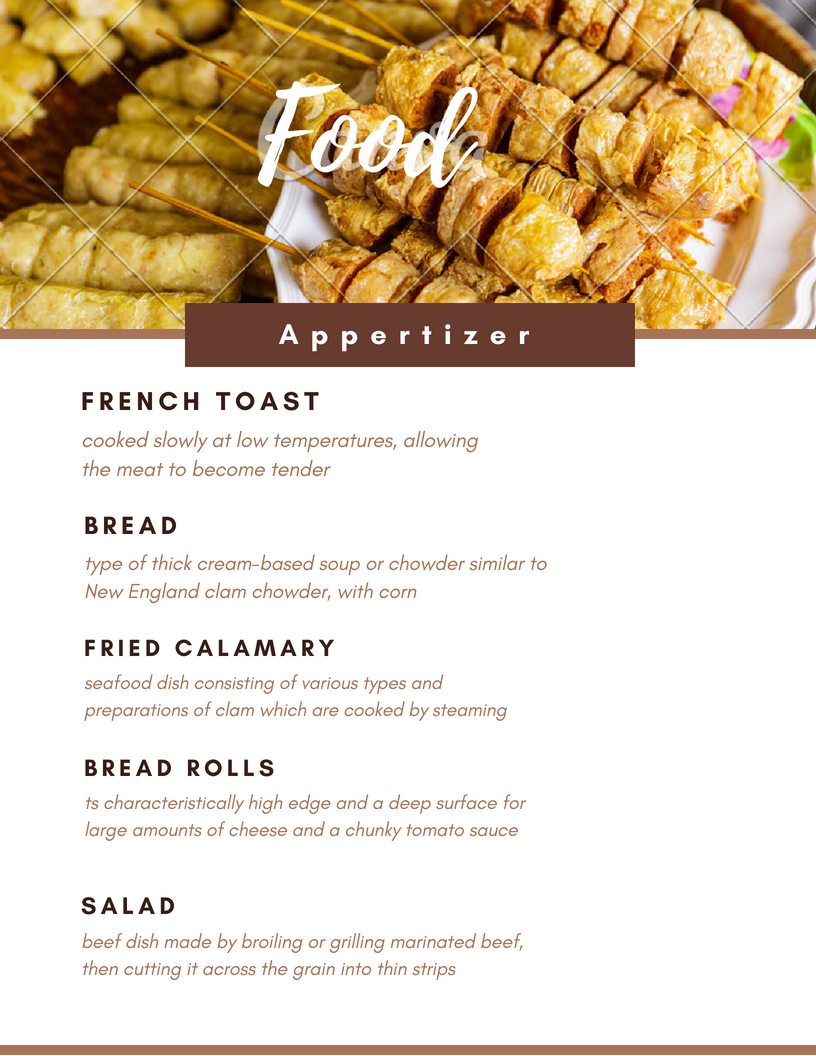 Food
Appertizer
FRENCH TOAST
cooked slowly at low temperatures, allowing
the meat to become tender
BREAD
type of thick cream-based soup or chowder similar to
New England clam chowder, with corn
FRIED CALAMARY
seafood dish consisting of various types and
preparations of clam which are cooked by steaming
BREAD ROLLS
ts characteristically high edge and a deep surface for
large amounts of cheese and a chunky tomato sauce
SALAD
beef dish made by broiling or grilling marinated beef,
then cutting it across the grain into thin strips